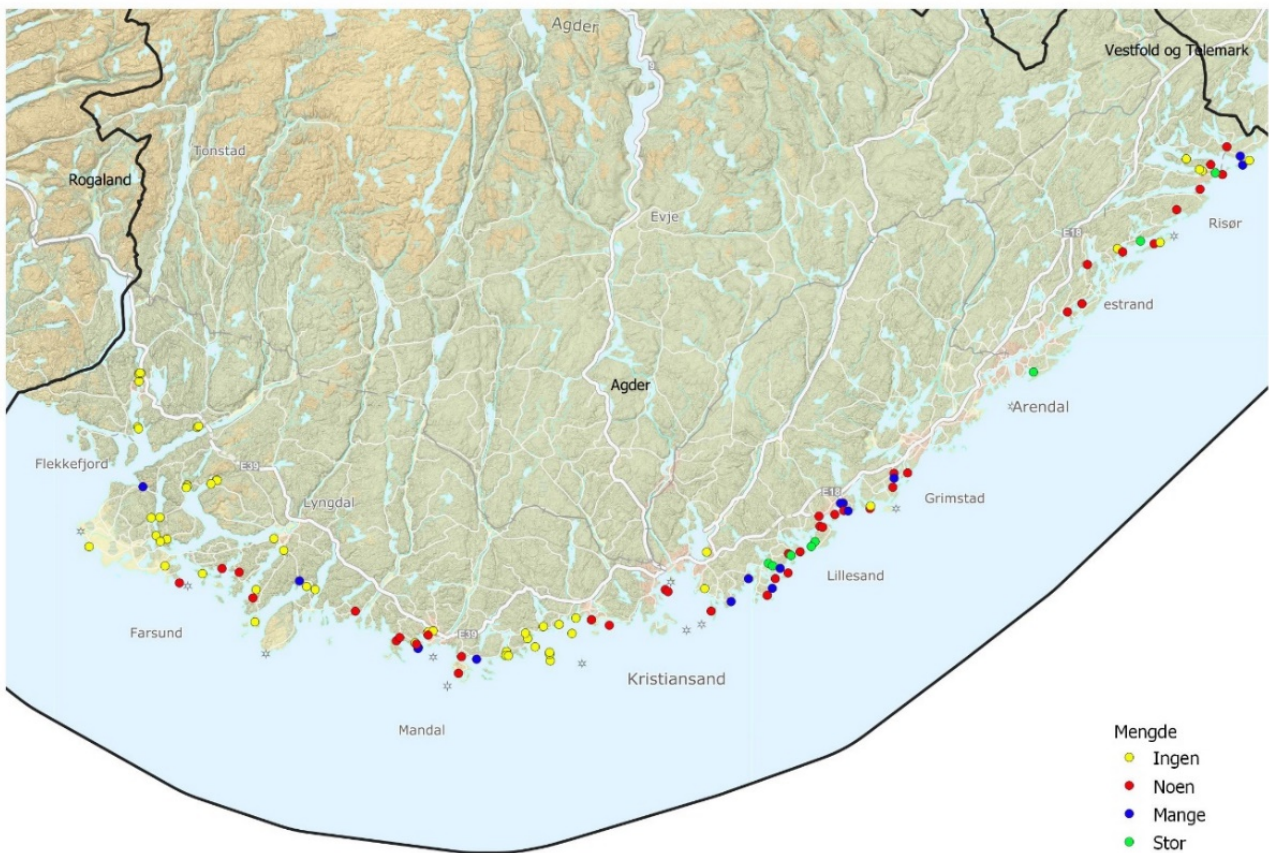 Agder
Vestfold og Telemark
9
Tonstad
Rogaland
Evje
Risør
E18
estrand
Agder
Arendal
Flekkefjord
E39
Lyngdal
E18
Grimstad
Lillesand
Farsund
E39
Kristiansand
Mandal
Mengde
Ingen
Noen
Mange
Stor